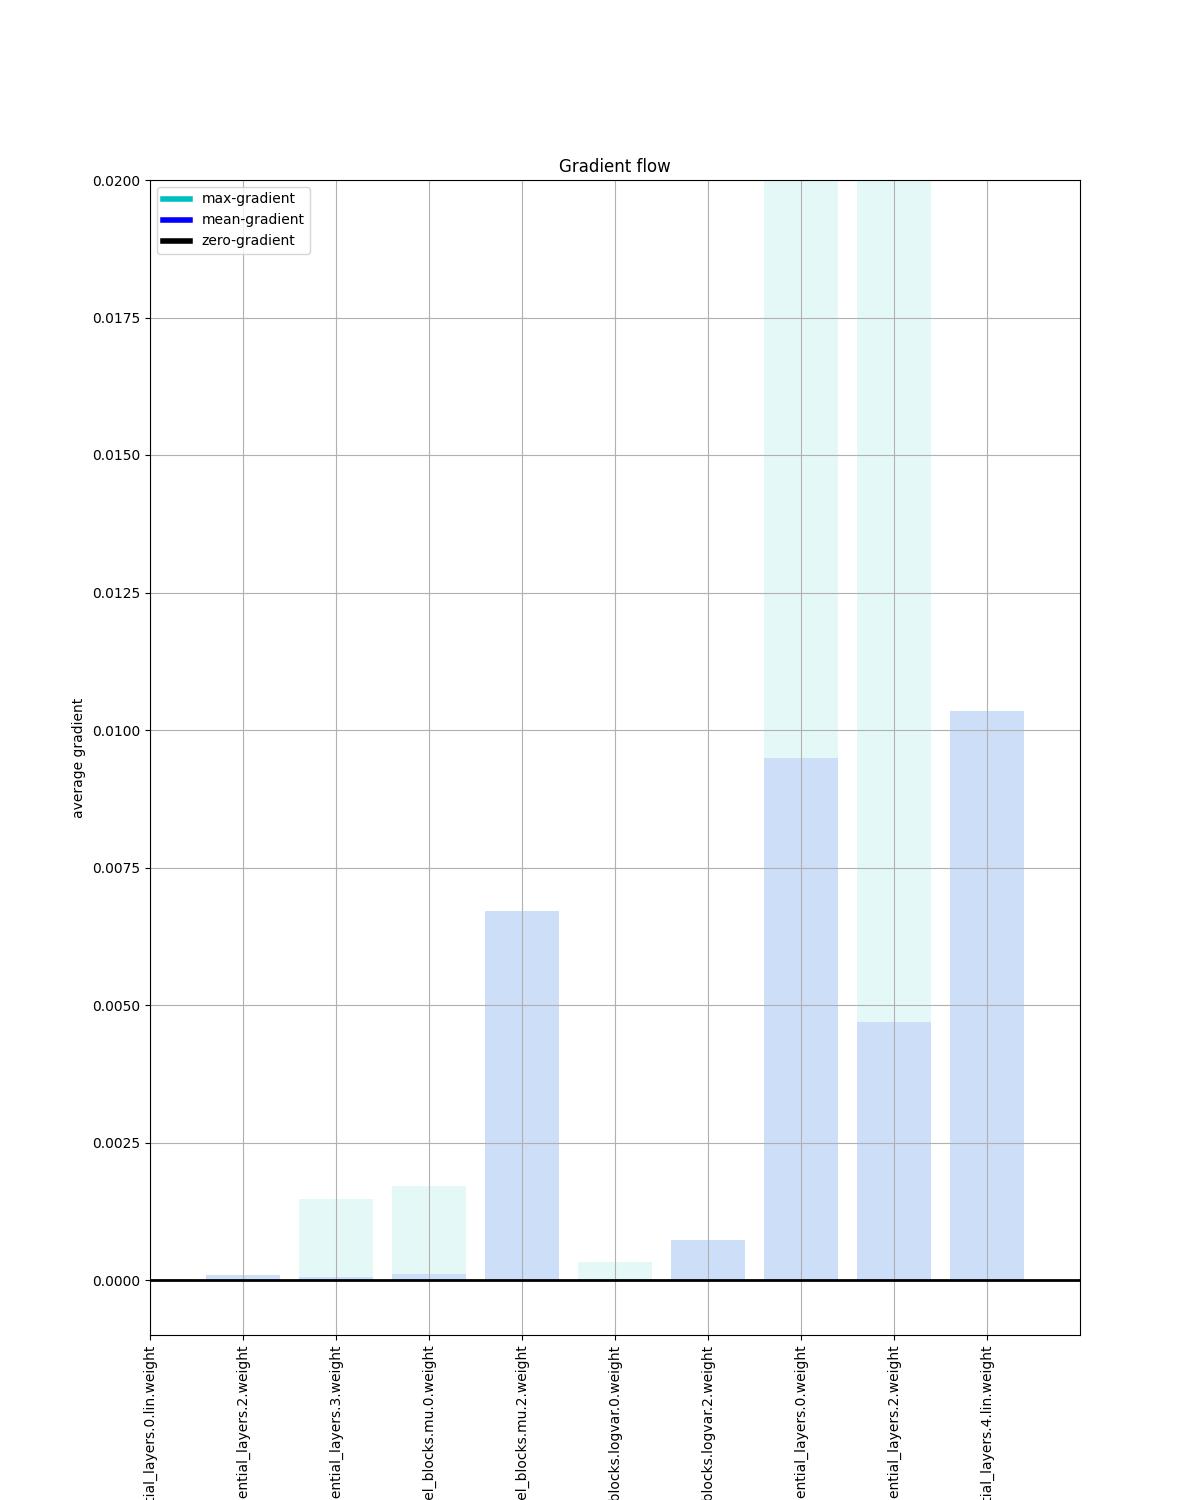 Gradient flow
max-gradient
mean-gradient
zero-gradient
0.0200
0.0175
0.0150
0.0125
0.0100
0.0075
0.0050
0.0025
0.0000
average gradient
tial_layers.0.lin.weight
ential_layers.2.weight
ential_layers.3.weight
el_blocks.mu.0.weight
el_blocks.mu.2.weight
blocks.logvar.0.weight
blocks.logvar.2.weight
ential_layers.0.weight
ential_layers.2.weight
tial_layers.4.lin.weight